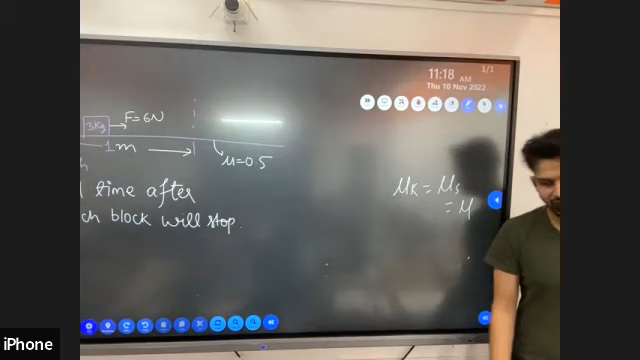 11:18 AM
1/1
Thu 10 Nov 2022
3Kg
F=6N
1m
μ=0.5
time after
ch block will stop.
μK = μs
= μ
iPhone